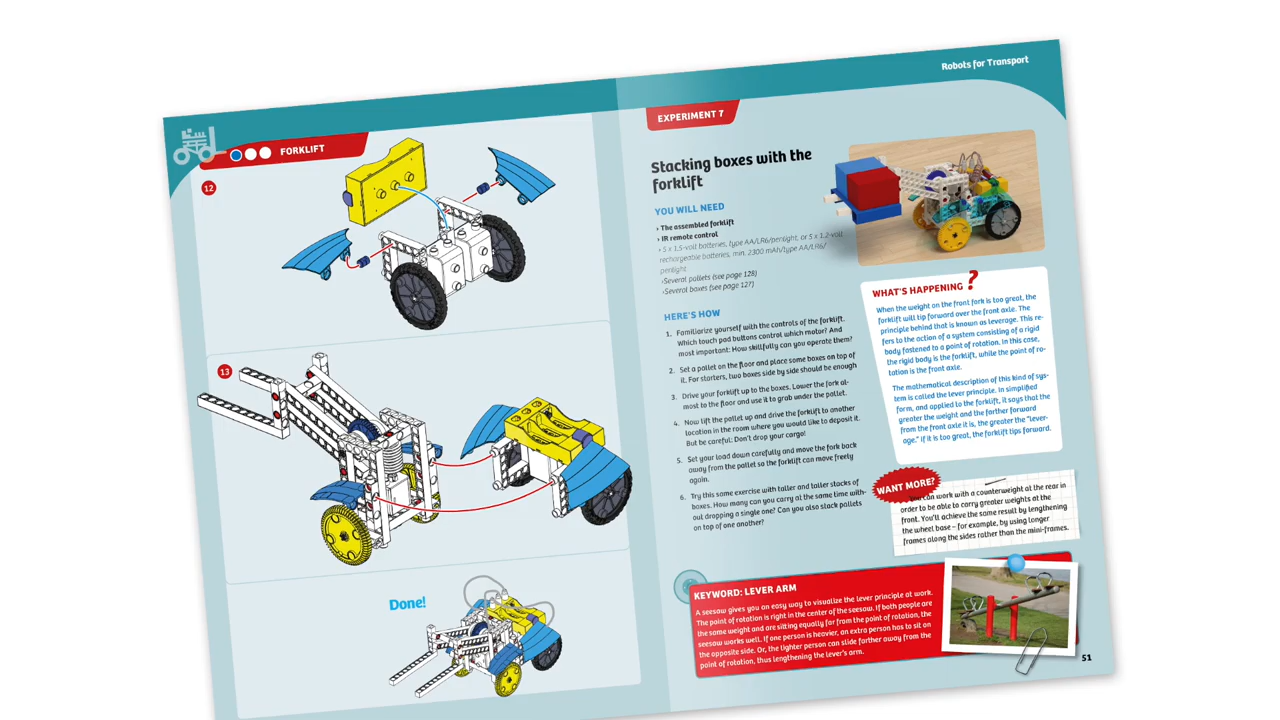 FORKLIFT
12
13
Done!
Robots for Transport
EXPERIMENT 7
Stacking boxes with the
forklift
YOU WILL NEED
› The assembled forklift
› IR remote control
› 5 x 1.5-volt batteries, type AA/LR6/penlight, or 5 x 1.2-volt
rechargeable batteries, min. 2300 mAh/type AA/LR6/
penlight
›Several pallets (see page 128)
›Several boxes (see page 127)
HERE'S HOW
1. Familiarize yourself with the controls of the forklift.
Which touch pad buttons control which motor? And
most important: How skillfully can you operate them?
2. Set a pallet on the floor and place some boxes on top of
it. For starters, two boxes side by side should be enough
3. Drive your forklift up to the boxes. Lower the fork al-
most to the floor and use it to grab under the pallet.
4. Now lift the pallet up and drive the forklift to another
location in the room where you would like to deposit it.
But be careful: Don't drop your cargo!
5. Set your load down carefully and move the fork back
away from the pallet so the forklift can move freely
again.
6. Try this same exercise with taller and taller stacks of
boxes. How many can you carry at the same time with-
out dropping a single one? Can you also stack pallets
on top of one another?
WHAT'S HAPPENING ?
When the weight on the front fork is too great, the
forklift will tip forward over the front axle. The
principle behind that is known as leverage. This re-
fers to the action of a system consisting of a rigid
body fastened to a point of rotation. In this case,
the rigid body is the forklift, while the point of ro-
tation is the front axle.
The mathematical description of this kind of sys-
tem is called the lever principle. In simplified
form, and applied to the forklift, it says that the
greater the weight and the farther forward
from the front axle it is, the greater the "lever-
age." If it is too great, the forklift tips forward.
WANT MORE?
You can work with a counterweight at the rear in
order to be able to carry greater weights at the
front. You'll achieve the same result by lengthening
the wheel base – for example, by using longer
frames along the sides rather than the mini-frames.
KEYWORD: LEVER ARM
A seesaw gives you an easy way to visualize the lever principle at work.
The point of rotation is right in the center of the seesaw. If both people are
the same weight and are sitting equally far from the point of rotation, the
seesaw works well. If one person is heavier, an extra person has to sit on
the opposite side. Or, the lighter person can slide farther away from the
point of rotation, thus lengthening the lever's arm.
51